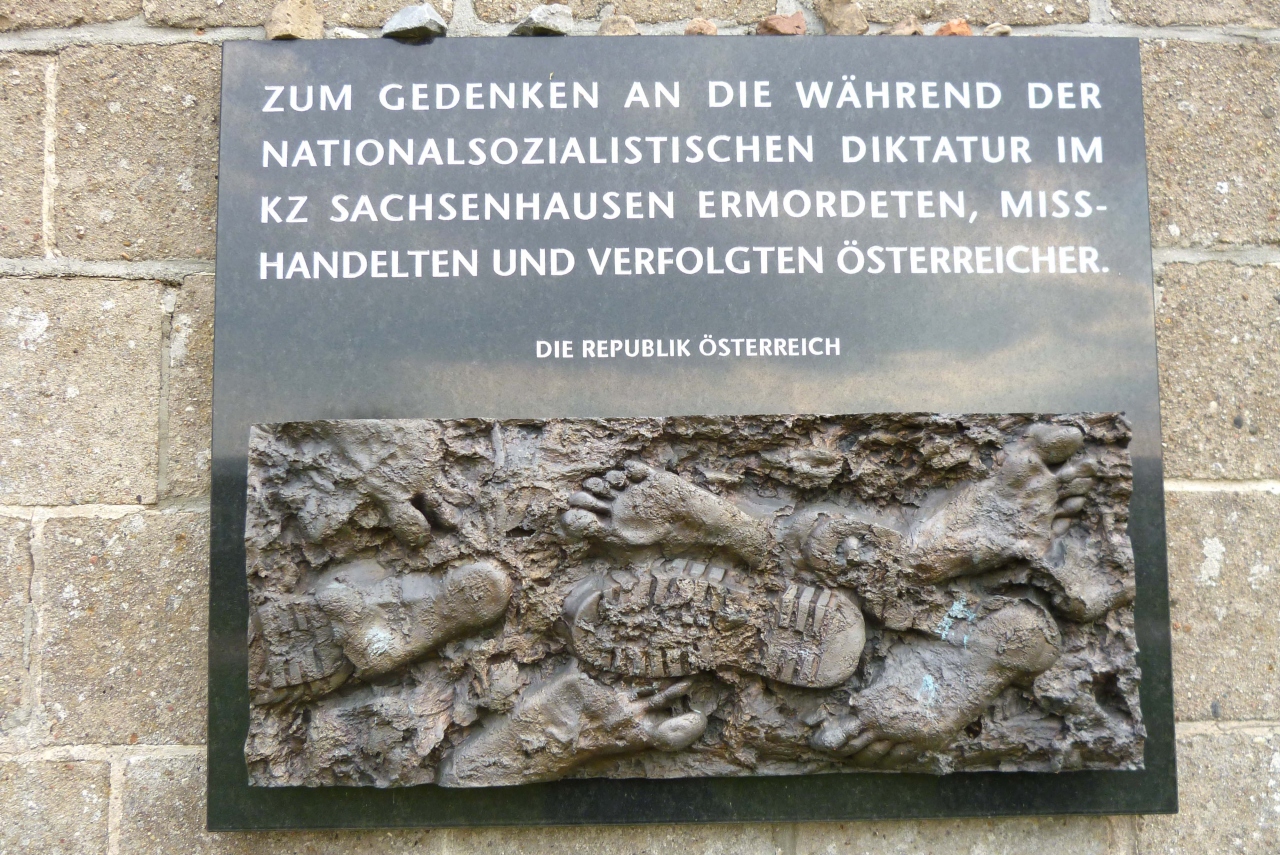 ZUM GEDENKEN AN DIE WÄHREND DER
NATIONALSOZIALISTISCHEN DIKTATUR IM
KZ SACHSENHAUSEN ERMORDETEN, MISS-
HANDELTEN UND VERFOLGTEN ÖSTERREICHER.
DIE REPUBLIK ÖSTERREICH